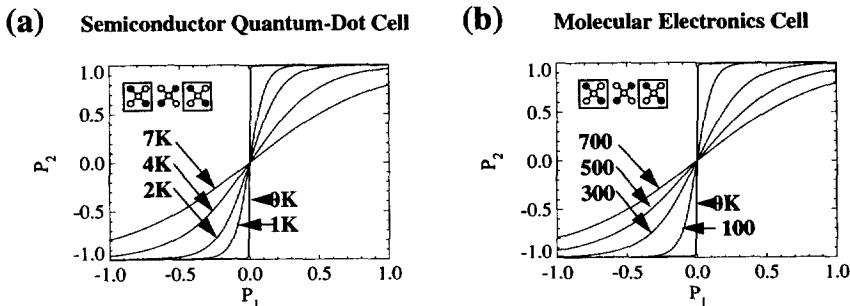 (a) Semiconductor Quantum-Dot Cell
1.0
0.5
0.0
-0.5
-1.0
P2
7K
4K
2K
0K
1K
-1.0 -0.5 0.0 0.5 1.0
P1
(b) Molecular Electronics Cell
1.0
0.5
0.0
-0.5
-1.0
P2
700
500
300
0K
100
-1.0 -0.5 0.0 0.5 1.0
P1